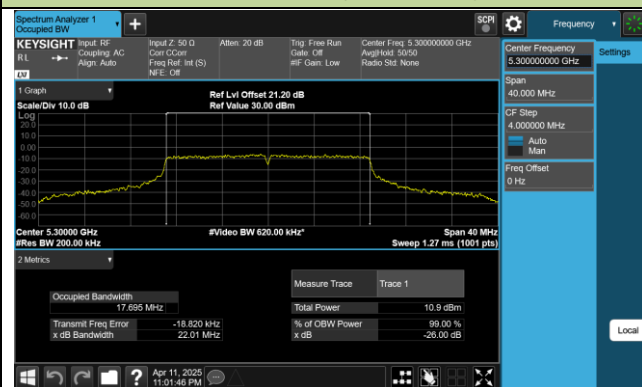 Spectrum Analyzer 1
Occupied BW
SCPI
Frequency
KEYSIGHT
RL
Input: RF
Coupling: AC
Align: Auto
Input Z: 50 Ω
Corr CCorr
Freq Ref: Int (S)
NFE: Off
Atten: 20 dB
Trig: Free Run
Gate: Off
#IF Gain: Low
Center Freq: 5.300000000 GHz
Avg|Hold: 50/50
Radio Std: None
Center Frequency
5.300000000 GHz
Settings
Span
40.000 MHz
CF Step
4.000000 MHz
Auto
Man
Freq Offset
0 Hz
Local
1 Graph
Scale/Div 10.0 dB
Ref Lvl Offset 21.20 dB
Ref Value 30.00 dBm
Log
20.0
10.0
0.00
-10.0
-20.0
-30.0
-40.0
-50.0
-60.0
Center 5.30000 GHz
#Res BW 200.00 kHz
#Video BW 620.00 kHz*
Span 40 MHz
Sweep 1.27 ms (1001 pts)
2 Metrics
Measure Trace Trace 1
Occupied Bandwidth
17.695 MHz
Total Power 10.9 dBm
Transmit Freq Error -18.820 kHz
% of OBW Power 99.00 %
x dB Bandwidth 22.01 MHz
x dB -26.00 dB
?
Apr 11, 2025
11:01:46 PM